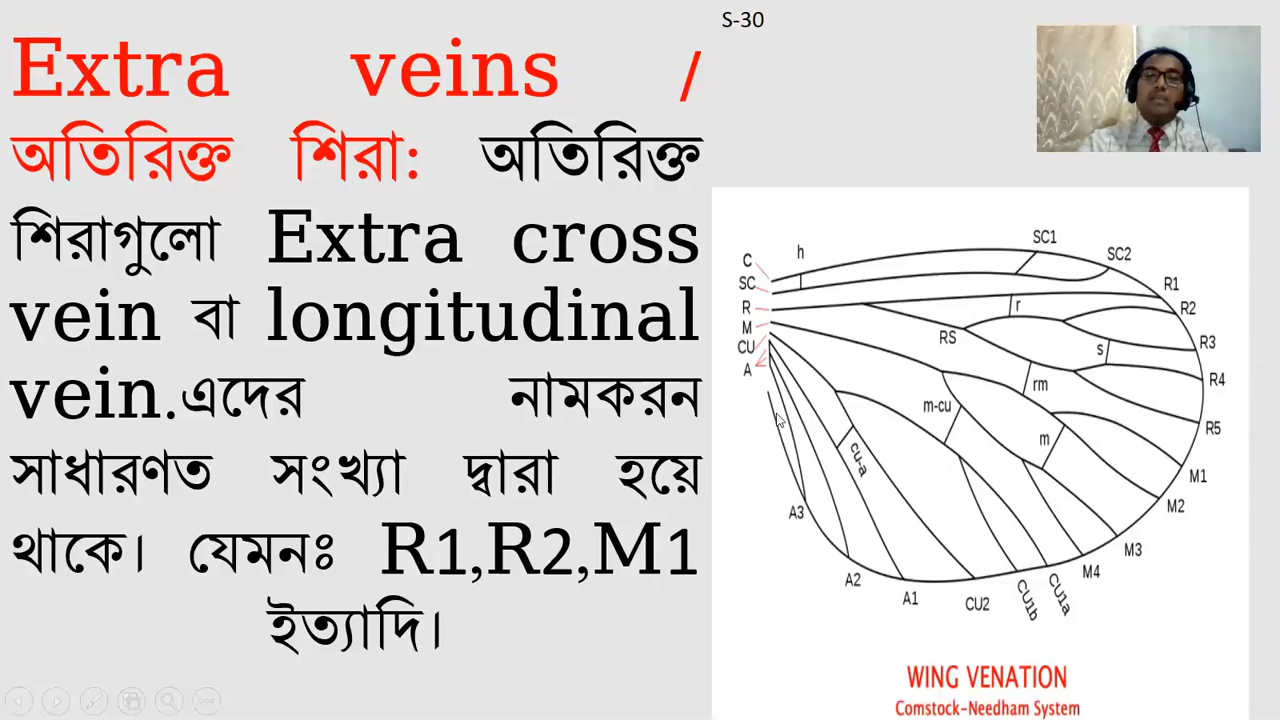 S-30
Extra veins /
অতিরিক্ত শিরা: অতিরিক্ত
শিরাগুলো Extra cross
vein বা longitudinal
vein.এদের নামকরন
সাধারণত সংখ্যা দ্বারা হয়ে
থাকে। যেমনঃ R1,R2,M1
ইত্যাদি।
C
SC
R
M
CU
A
h
SC1
SC2
R1
R2
R3
R4
R5
M1
M2
M3
M4
CU1a
CU1b
CU2
A1
A2
A3
r
RS
s
rm
m-cu
m
cu-a
WING VENATION
Comstock-Needham System